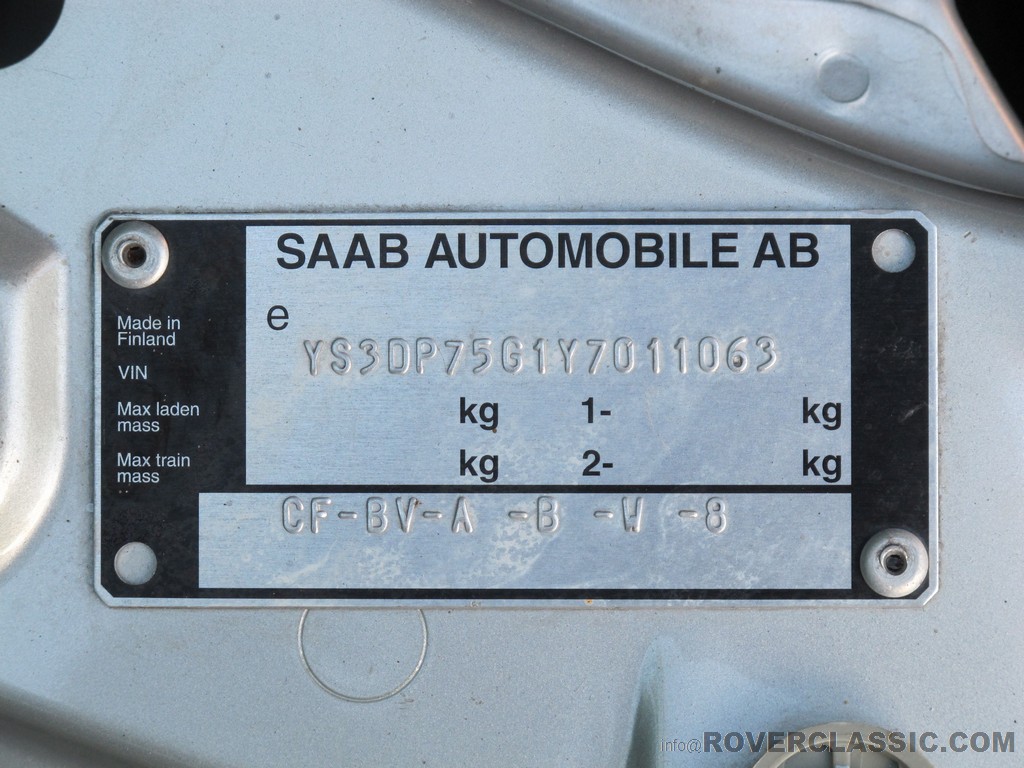 SAAB AUTOMOBILE AB
e
Made in
Finland
VIN YS3DP75G1Y7011063
Max laden
mass kg 1- kg
Max train
mass kg 2- kg
CF-BV-A -B -W -8
info@ROVERCLASSIC.COM